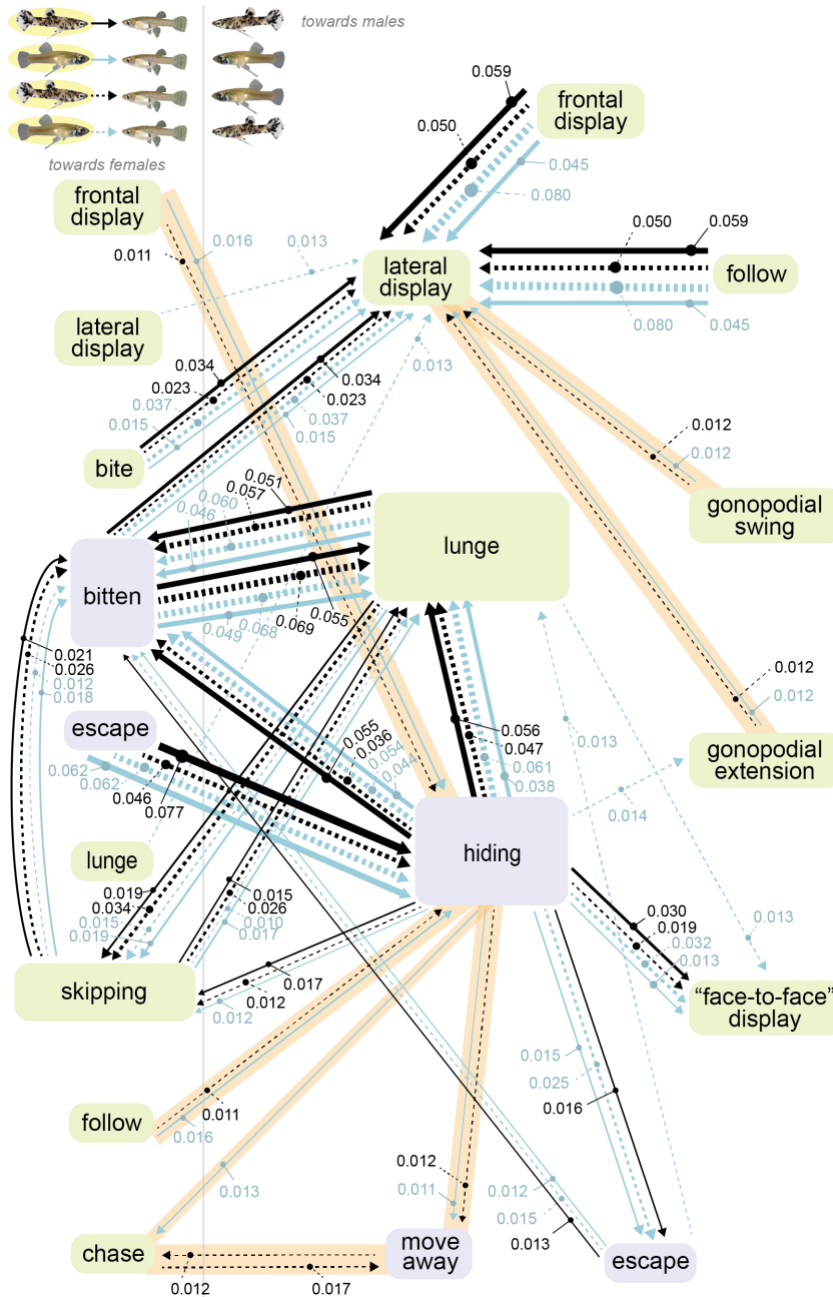 towards males
towards females
0.059
frontal
display
0.050
0.045
0.080
frontal
display
0.016
0.013
0.011
0.050
0.059
lateral
display
follow
0.080
0.045
lateral
display
0.013
0.034
0.023
0.034
0.023
0.037
0.015
0.037
0.015
0.012
0.012
bite
0.051
0.057
0.060
0.046
gonopodial
swing
lunge
bitten
0.055
0.069
0.068
0.049
0.021
0.026
0.012
0.018
0.012
0.012
escape
0.055
0.036
0.054
0.044
0.056
0.047
0.061
0.038
0.013
gonopodial
extension
0.062
0.062
0.046
0.077
0.014
lunge
hiding
0.019
0.034
0.015
0.019
0.015
0.026
0.010
0.017
0.030
0.019
0.032
0.013
0.013
skipping
0.017
0.012
0.012
“face-to-face”
display
0.015
0.025
0.016
follow
0.011
0.016
0.013
0.012
0.011
0.012
0.015
0.013
chase
move
away
escape
0.012
0.017